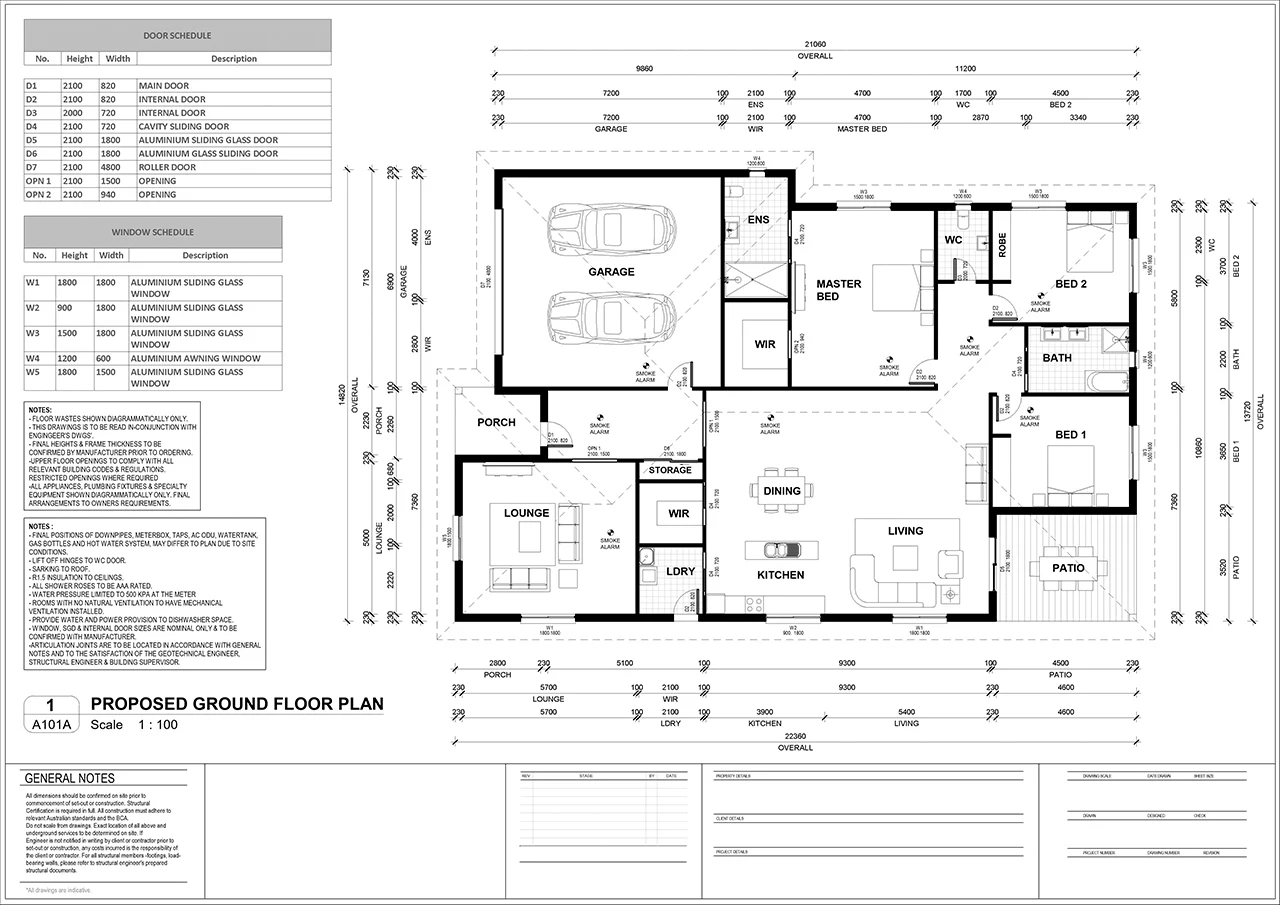 DOOR SCHEDULE
No. Height Width Description
D1 2100 820 MAIN DOOR
D2 2100 820 INTERNAL DOOR
D3 2000 720 INTERNAL DOOR
D4 2100 720 CAVITY SLIDING DOOR
D5 2100 1800 ALUMINIUM SLIDING GLASS DOOR
D6 2100 1800 ALUMINIUM GLASS SLIDING DOOR
D7 2100 4800 ROLLER DOOR
OPN 1 2100 1500 OPENING
OPN 2 2100 940 OPENING
WINDOW SCHEDULE
No. Height Width Description
W1 1800 1800 ALUMINIUM SLIDING GLASS
WINDOW
W2 900 1800 ALUMINIUM SLIDING GLASS
WINDOW
W3 1500 1800 ALUMINIUM SLIDING GLASS
WINDOW
W4 1200 600 ALUMINIUM AWNING WINDOW
W5 1800 1500 ALUMINIUM SLIDING GLASS
WINDOW
NOTES:
- FLOOR WASTES SHOWN DIAGRAMMATICALLY ONLY.
- THIS DRAWINGS IS TO BE READ IN-CONJUNCTION WITH
ENGINGEER'S DWGS'.
- FINAL HEIGHTS & FRAME THICKNESS TO BE
CONFIRMED BY MANUFACTURER PRIOR TO ORDERING.
-UPPER FLOOR OPENINGS TO COMPLY WITH ALL
RELEVANT BUILDING CODES & REGULATIONS.
RESTRICTED OPENINGS WHERE REQUIRED
-ALL APPLIANCES, PLUMBING FIXTURES & SPECIALTY
EQUIPMENT SHOWN DIAGRAMMATICALLY ONLY. FINAL
ARRANGEMENTS TO OWNERS REQUIREMENTS.
NOTES :
- FINAL POSITIONS OF DOWNPIPES, METERBOX, TAPS, AC ODU, WATERTANK,
GAS BOTTLES AND HOT WATER SYSTEM, MAY DIFFER TO PLAN DUE TO SITE
CONDITIONS.
- LIFT OFF HINGES TO WC DOOR.
- SARKING TO ROOF.
- R1.5 INSULATION TO CEILINGS.
- ALL SHOWER ROSES TO BE AAA RATED.
- WATER PRESSURE LIMITED TO 500 KPA AT THE METER
- ROOMS WITH NO NATURAL VENTILATION TO HAVE MECHANICAL
VENTILATION INSTALLED.
- PROVIDE WATER AND POWER PROVISION TO DISHWASHER SPACE.
- WINDOW, SGD & INTERNAL DOOR SIZES ARE NOMINAL ONLY & TO BE
CONFIRMED WITH MANUFACTURER.
-ARTICULATION JOINTS ARE TO BE LOCATED IN ACCORDANCE WITH GENERAL
NOTES AND TO THE SATISFACTION OF THE GEOTECHNICAL ENGINEER,
STRUCTURAL ENGINEER & BUILDING SUPERVISOR.
1
A101A
PROPOSED GROUND FLOOR PLAN
Scale 1 : 100
21060
OVERALL
9860 11200
230 7200 100 2100 100 4700 100 1700 100 4500 230
ENS WC BED 2
230 7200 100 2100 100 4700 100 2870 100 3340 230
GARAGE WIR MASTER BED
14820
OVERALL
230 7130 100 2230 230
PORCH
230 6900 100 2260 680 100 5000 230
GARAGE LOUNGE
230 4000 100 2800 100 2000 100 2220 230
ENS WIR
7360
W4
1200.600
W3
1500.1800
W4
1200.600
W3
1500.1800
ENS
GARAGE
D7
2100. 4800
WIR
D4
2100. 720
OPN 2
2100. 940
MASTER
BED
WC
D3
2000. 720
ROBE
BED 2
D2
2100. 820
W3
1500.1800
SMOKE
ALARM
SMOKE
ALARM
SMOKE
ALARM
SMOKE
ALARM
D2
2100. 820
D2
2100. 820
BATH
D4
2100. 720
W4
1200.600
PORCH
D1
2100. 820
SMOKE
ALARM
OPN 1
2100. 1500
D6
2100. 1800
OPN 1
2100. 1500
SMOKE
ALARM
D2
2100. 820
SMOKE
ALARM
BED 1
W3
1500.1800
STORAGE
LOUNGE
W5
1800.1500
SMOKE
ALARM
WIR
D4
2100. 720
DINING
LIVING
LDRY
D4
2100. 720
D2
2100. 820
KITCHEN
D5
2100. 1800
PATIO
W1
1800.1800
W2
900. 1800
W1
1800.1800
230 5800 100 10860 7360 230
230 2300 100 3700 100 2200 100 3650 230 3520 230
WC BED 2 BATH BED 1 PATIO
13720
OVERALL
2800 230 5100 100 9300 100 4500 230
PORCH PATIO
230 5700 100 2100 100 9300 230 4600
LOUNGE WIR
230 5700 100 2100 100 3900 5400 230 4600
LDRY KITCHEN LIVING
22360
OVERALL
GENERAL NOTES
All dimensions should be confirmed on site prior to
commencement of set-out or construction. Structural
Certification is required in full. All construction must adhere to
relevant Australian standards and the BCA.
Do not scale from drawings. Exact location of all above and
underground services to be determined on site. If
Engineer is not notified in writing by client or contractor prior to
set-out or construction, any costs incurred is the responsibility of
the client or contractor. For all structural members -footings, load-
bearing walls, please refer to structural engineer's prepared
structural documents.
*All drawings are indicative.
REV STAGE BY DATE
PROPERTY DETAILS
CLIENT DETAILS
PROJECT DETAILS
DRAWING SCALE DATE DRAWN SHEET SIZE
DRAWN DESIGNED CHECK
PROJECT NUMBER DRAWING NUMBER REVISION